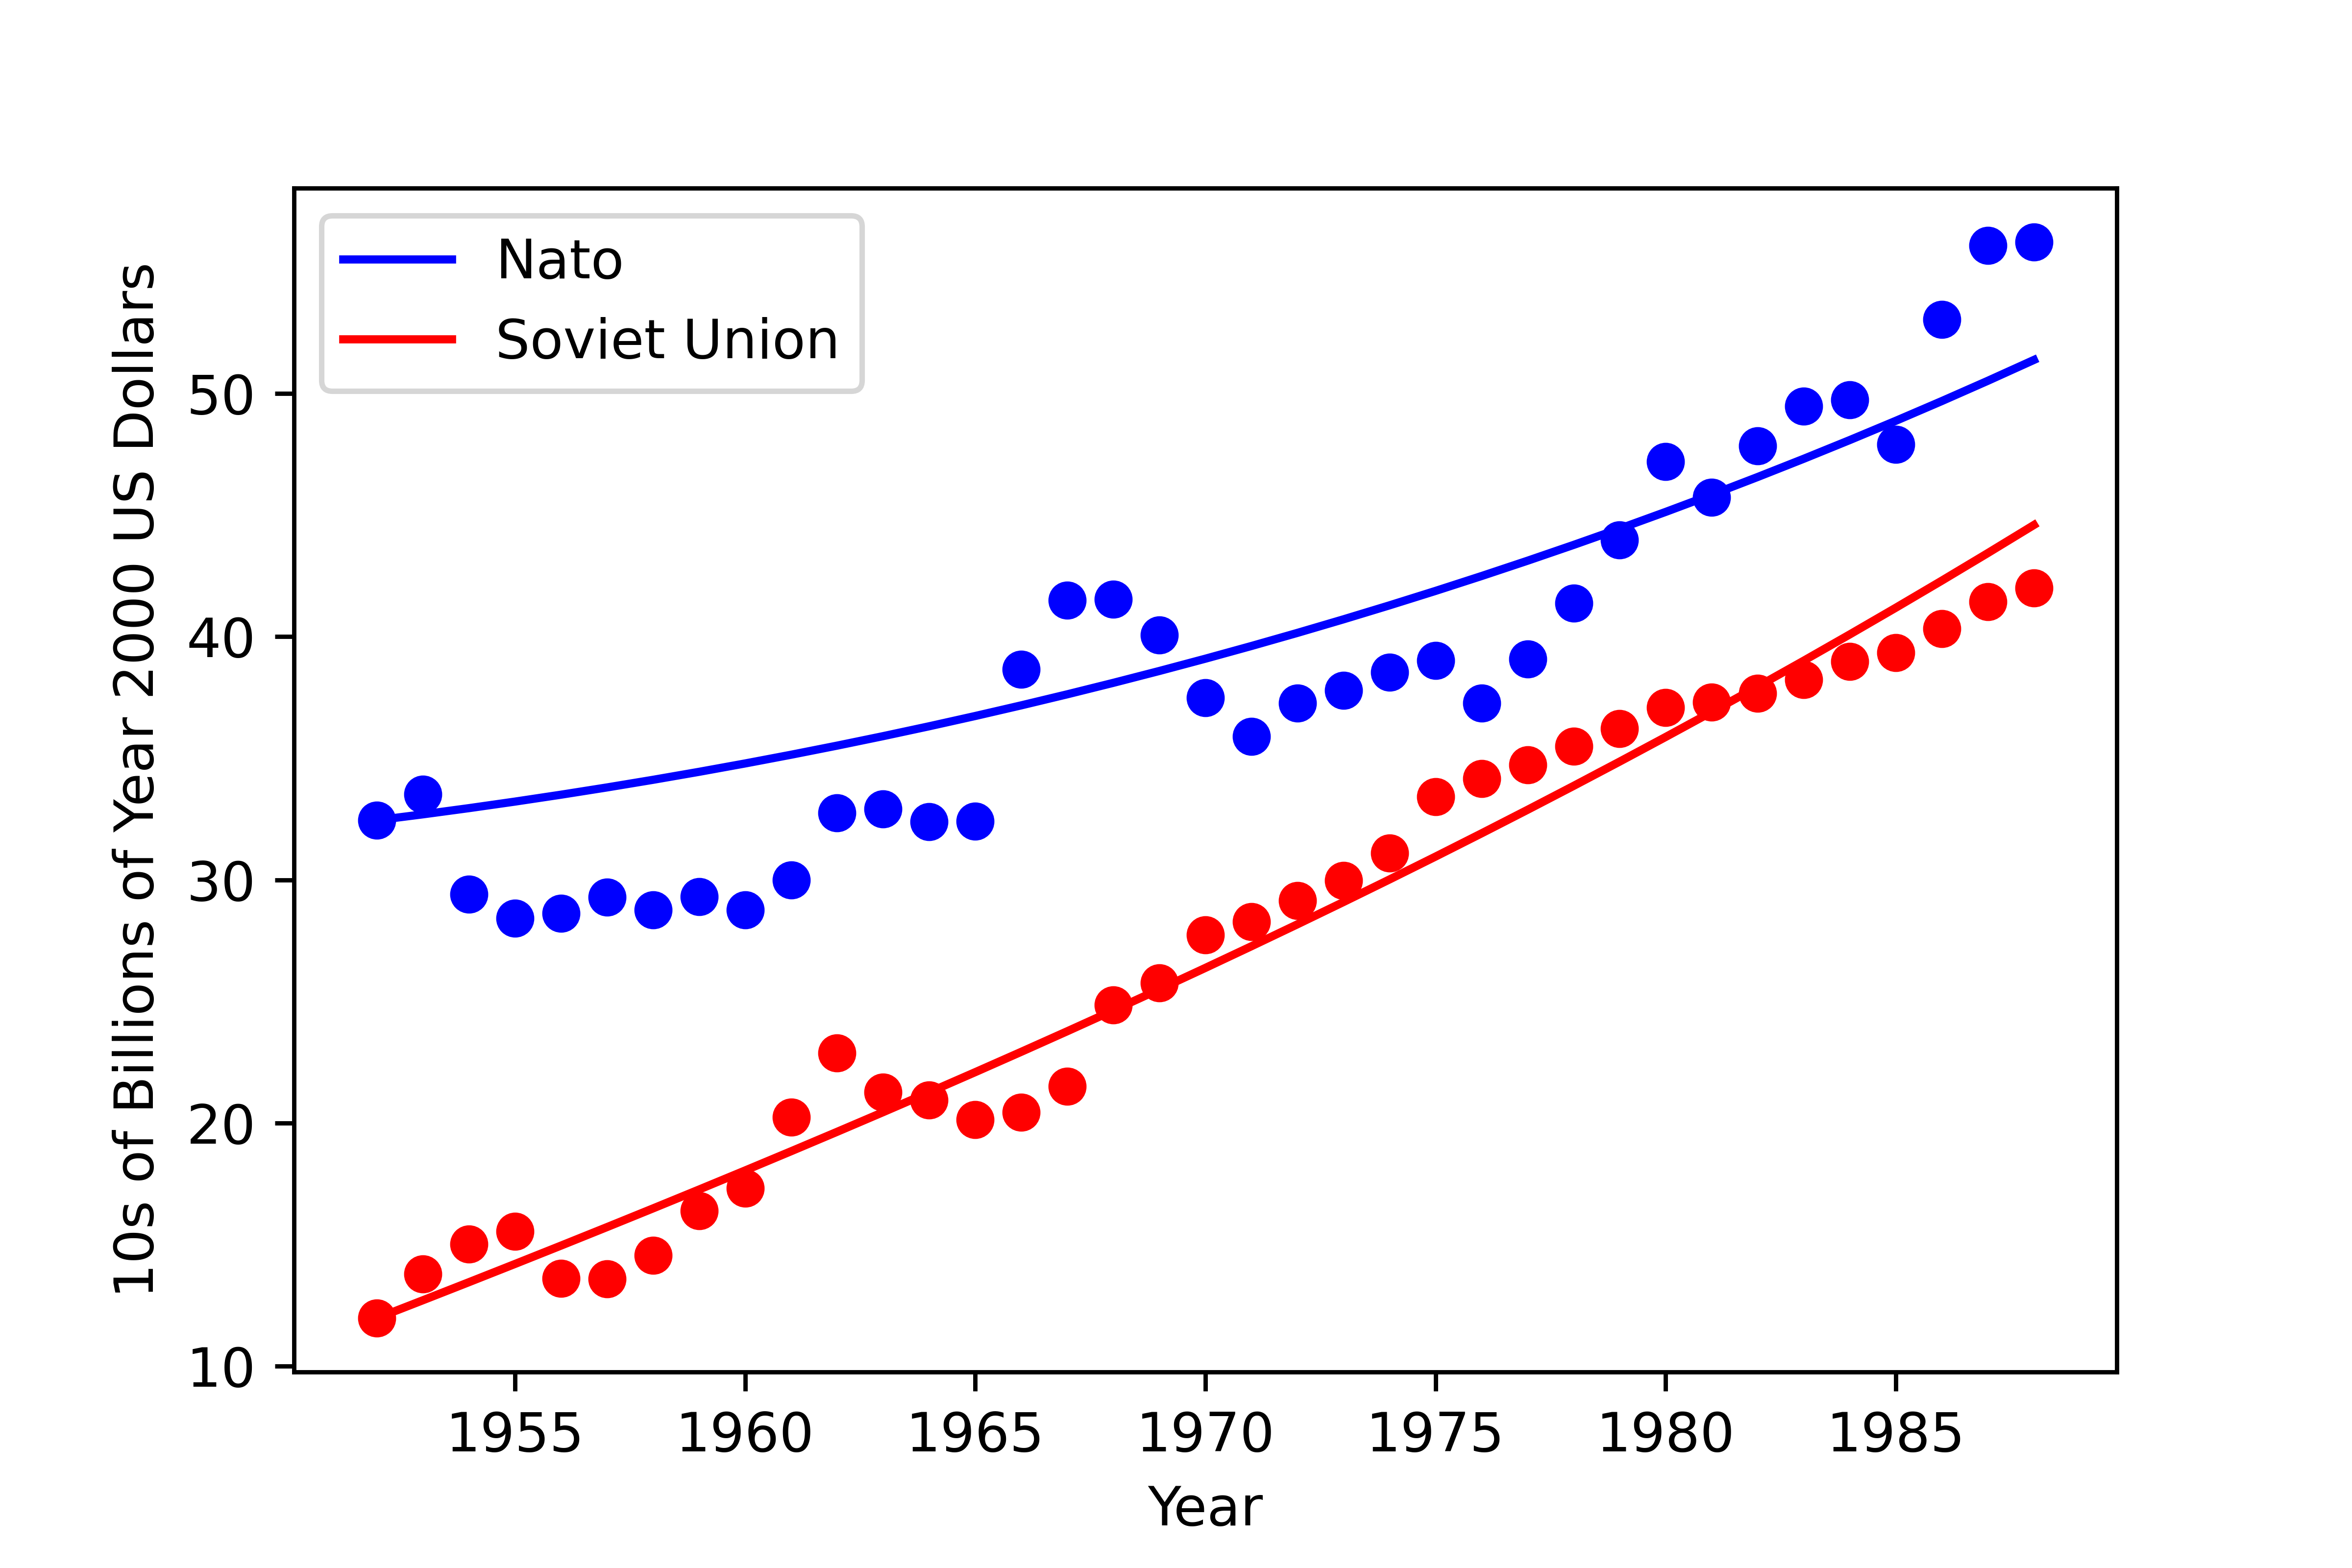 Nato
Soviet Union
10s of Billions of Year 2000 US Dollars
50
40
30
20
10
1955 1960 1965 1970 1975 1980 1985
Year